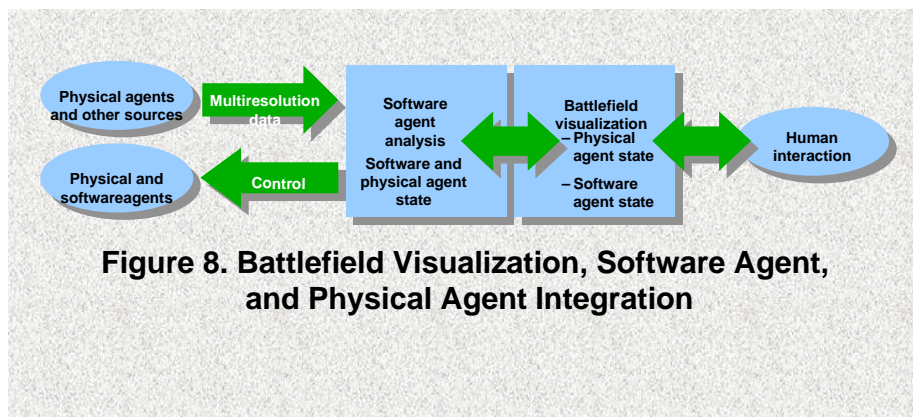 Physical agents
and other sources
Multiresolution
data
Physical and
softwareagents
Control
Software
agent
analysis
Software and
physical agent
state
Battlefield
visualization
– Physical
agent state
– Software
agent state
Human
interaction
Figure 8. Battlefield Visualization, Software Agent,
and Physical Agent Integration